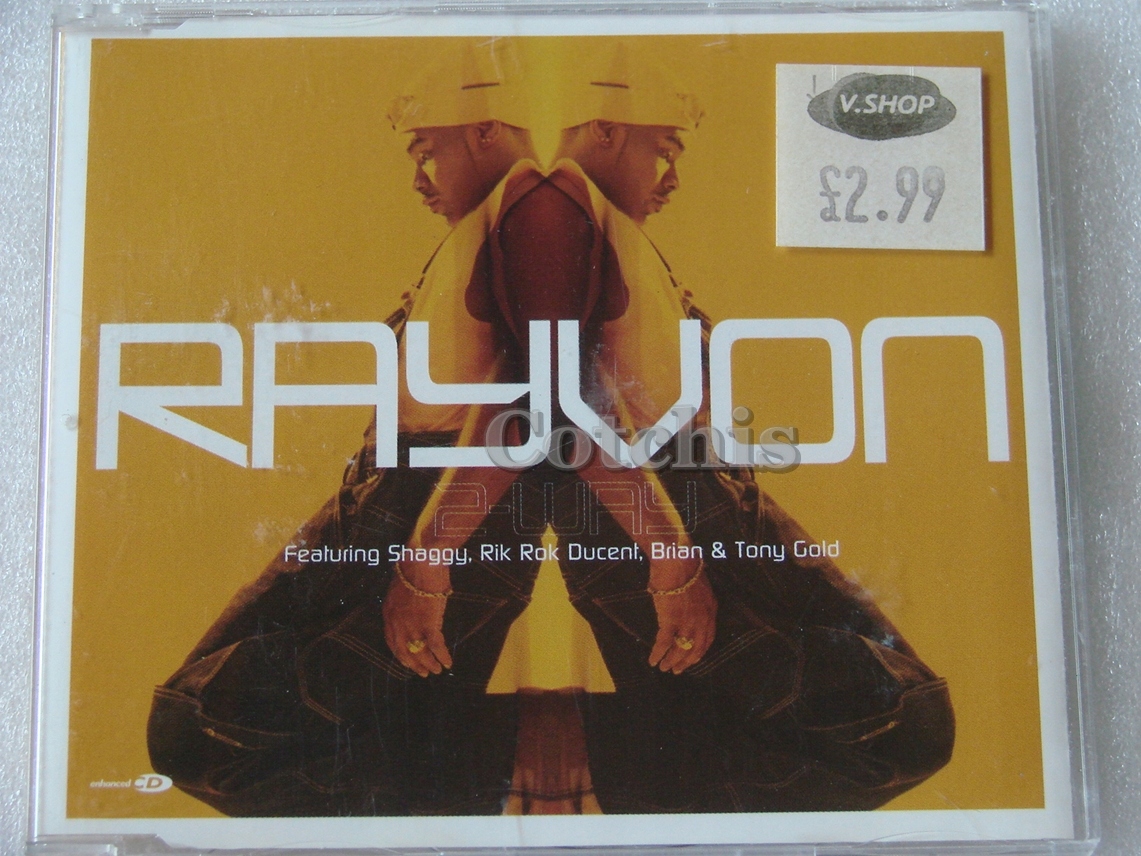 V.SHOP
£2.99
RAYVON
Cotchis
2-WAY
Featuring Shaggy, Rik Rok Ducent, Brian & Tony Gold
enhanced CD